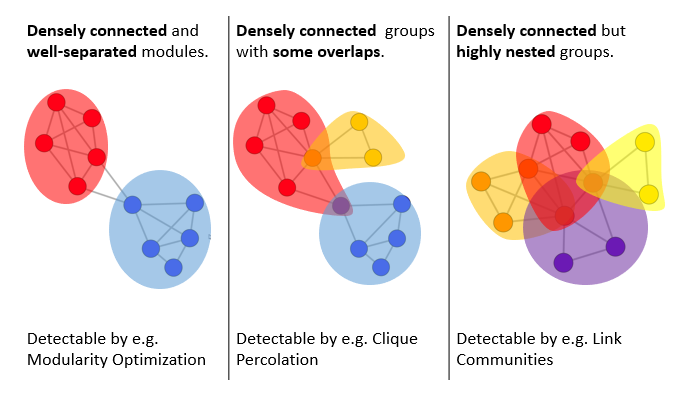 Densely connected and
well-separated modules.
Densely connected groups
with some overlaps.
Densely connected but
highly nested groups.
Detectable by e.g.
Modularity Optimization
Detectable by e.g. Clique
Percolation
Detectable by e.g. Link
Communities